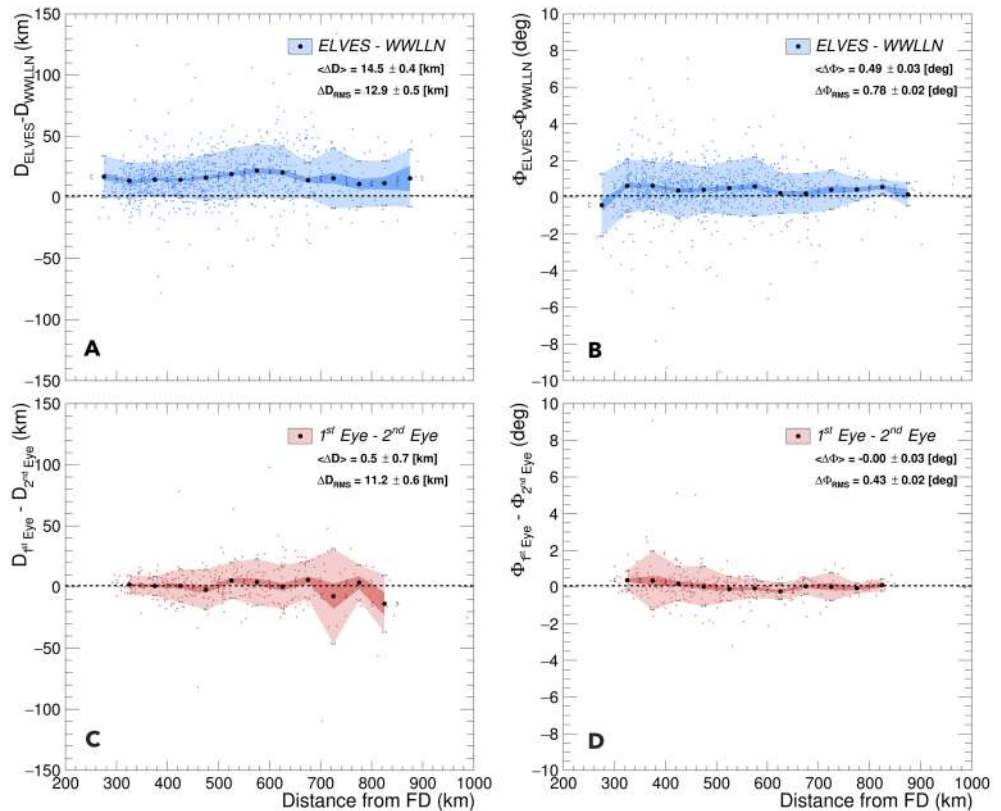 D_ELVES-D_WWLLN (km)
150
100
50
0
−50
−100
−150
ELVES - WWLLN
<ΔD> = 14.5 ± 0.4 [km]
ΔD_RMS = 12.9 ± 0.5 [km]
A
Φ_ELVES-Φ_WWLLN (deg)
10
8
6
4
2
0
−2
−4
−6
−8
−10
ELVES - WWLLN
<ΔΦ> = 0.49 ± 0.03 [deg]
ΔΦ_RMS = 0.78 ± 0.02 [deg]
B
D_1st Eye - D_2nd Eye (km)
150
100
50
0
−50
−100
−150
1st Eye - 2nd Eye
<ΔD> = 0.5 ± 0.7 [km]
ΔD_RMS = 11.2 ± 0.6 [km]
C
200 300 400 500 600 700 800 900 1000
Distance from FD (km)
Φ_1st Eye - Φ_2nd Eye (deg)
10
8
6
4
2
0
−2
−4
−6
−8
−10
1st Eye - 2nd Eye
<ΔΦ> = -0.00 ± 0.03 [deg]
ΔΦ_RMS = 0.43 ± 0.02 [deg]
D
200 300 400 500 600 700 800 900 1000
Distance from FD (km)